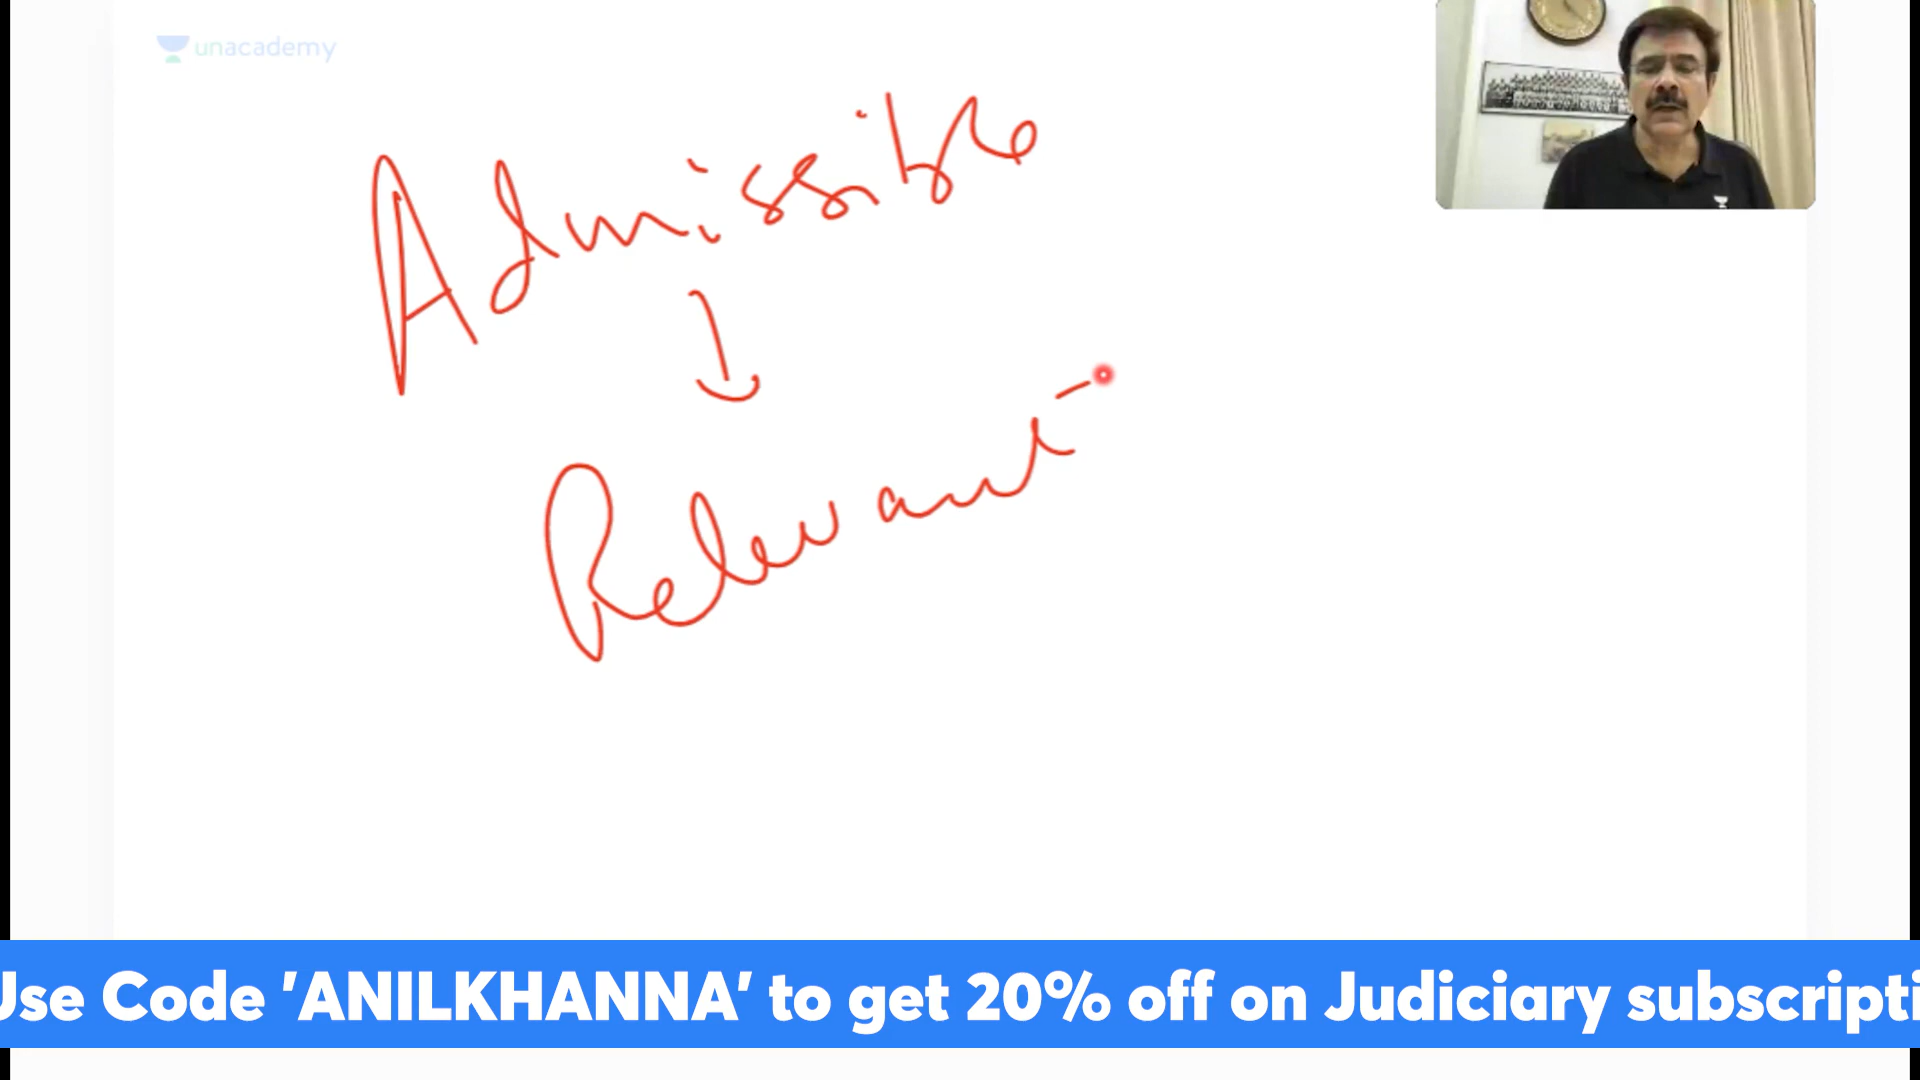 unacademy
Admissible
Relevant
Use Code 'ANILKHANNA' to get 20% off on Judiciary subscripti